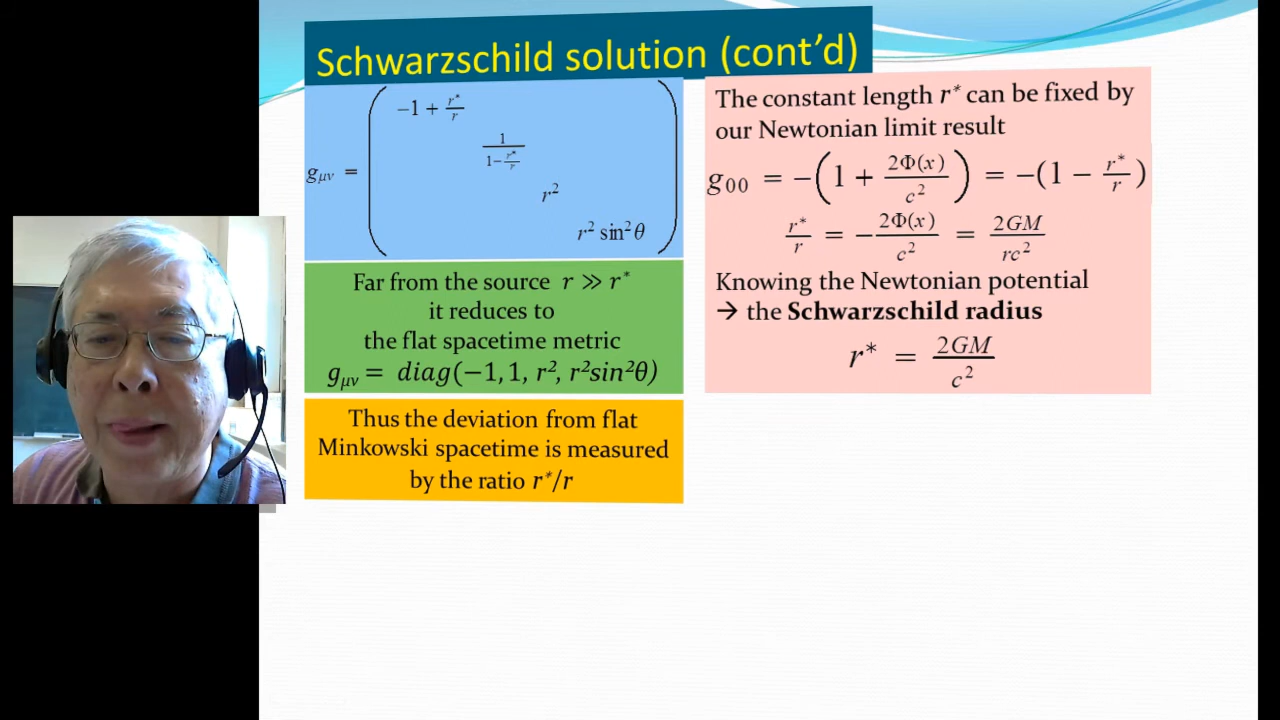 Schwarzschild solution (cont’d)
g_μν = ( −1 + r*/r
1/(1−r*/r)
r²
r² sin²θ )
Far from the source r ≫ r*
it reduces to
the flat spacetime metric
g_μν = diag(−1, 1, r², r²sin²θ)
Thus the deviation from flat
Minkowski spacetime is measured
by the ratio r*/r
The constant length r* can be fixed by
our Newtonian limit result
g₀₀ = −(1 + 2Φ(x)/c²) = −(1 − r*/r)
r*/r = −2Φ(x)/c² = 2GM/rc²
Knowing the Newtonian potential
→ the Schwarzschild radius
r* = 2GM/c²